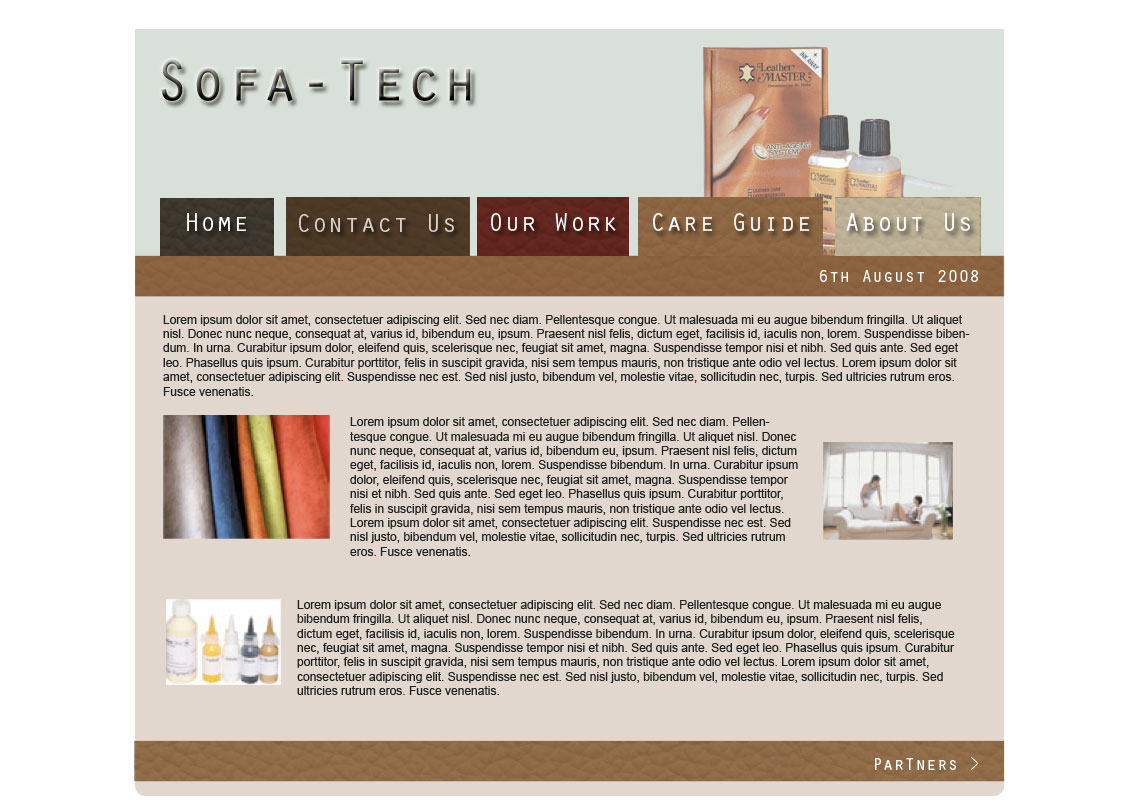 Sofa-Tech
INK AWAY
Leather
MASTER
ANTI-AGEING
SYSTEM
LEATHER CARE
Leather
MASTER
Leather
MASTER
LEATHER
Home
Contact Us
Our Work
Care Guide
About Us
6th August 2008
Lorem ipsum dolor sit amet, consectetuer adipiscing elit. Sed nec diam. Pellentesque congue. Ut malesuada mi eu augue bibendum fringilla. Ut aliquet
nisl. Donec nunc neque, consequat at, varius id, bibendum eu, ipsum. Praesent nisl felis, dictum eget, facilisis id, iaculis non, lorem. Suspendisse biben-
dum. In urna. Curabitur ipsum dolor, eleifend quis, scelerisque nec, feugiat sit amet, magna. Suspendisse tempor nisi et nibh. Sed quis ante. Sed eget
leo. Phasellus quis ipsum. Curabitur porttitor, felis in suscipit gravida, nisi sem tempus mauris, non tristique ante odio vel lectus. Lorem ipsum dolor sit
amet, consectetuer adipiscing elit. Suspendisse nec est. Sed nisl justo, bibendum vel, molestie vitae, sollicitudin nec, turpis. Sed ultricies rutrum eros.
Fusce venenatis.
Lorem ipsum dolor sit amet, consectetuer adipiscing elit. Sed nec diam. Pellen-
tesque congue. Ut malesuada mi eu augue bibendum fringilla. Ut aliquet nisl. Donec
nunc neque, consequat at, varius id, bibendum eu, ipsum. Praesent nisl felis, dictum
eget, facilisis id, iaculis non, lorem. Suspendisse bibendum. In urna. Curabitur ipsum
dolor, eleifend quis, scelerisque nec, feugiat sit amet, magna. Suspendisse tempor
nisi et nibh. Sed quis ante. Sed eget leo. Phasellus quis ipsum. Curabitur porttitor,
felis in suscipit gravida, nisi sem tempus mauris, non tristique ante odio vel lectus.
Lorem ipsum dolor sit amet, consectetuer adipiscing elit. Suspendisse nec est. Sed
nisl justo, bibendum vel, molestie vitae, sollicitudin nec, turpis. Sed ultricies rutrum
eros. Fusce venenatis.
Lorem ipsum dolor sit amet, consectetuer adipiscing elit. Sed nec diam. Pellentesque congue. Ut malesuada mi eu augue
bibendum fringilla. Ut aliquet nisl. Donec nunc neque, consequat at, varius id, bibendum eu, ipsum. Praesent nisl felis,
dictum eget, facilisis id, iaculis non, lorem. Suspendisse bibendum. In urna. Curabitur ipsum dolor, eleifend quis, scelerisque
nec, feugiat sit amet, magna. Suspendisse tempor nisi et nibh. Sed quis ante. Sed eget leo. Phasellus quis ipsum. Curabitur
porttitor, felis in suscipit gravida, nisi sem tempus mauris, non tristique ante odio vel lectus. Lorem ipsum dolor sit amet,
consectetuer adipiscing elit. Suspendisse nec est. Sed nisl justo, bibendum vel, molestie vitae, sollicitudin nec, turpis. Sed
ultricies rutrum eros. Fusce venenatis.
ParTners >